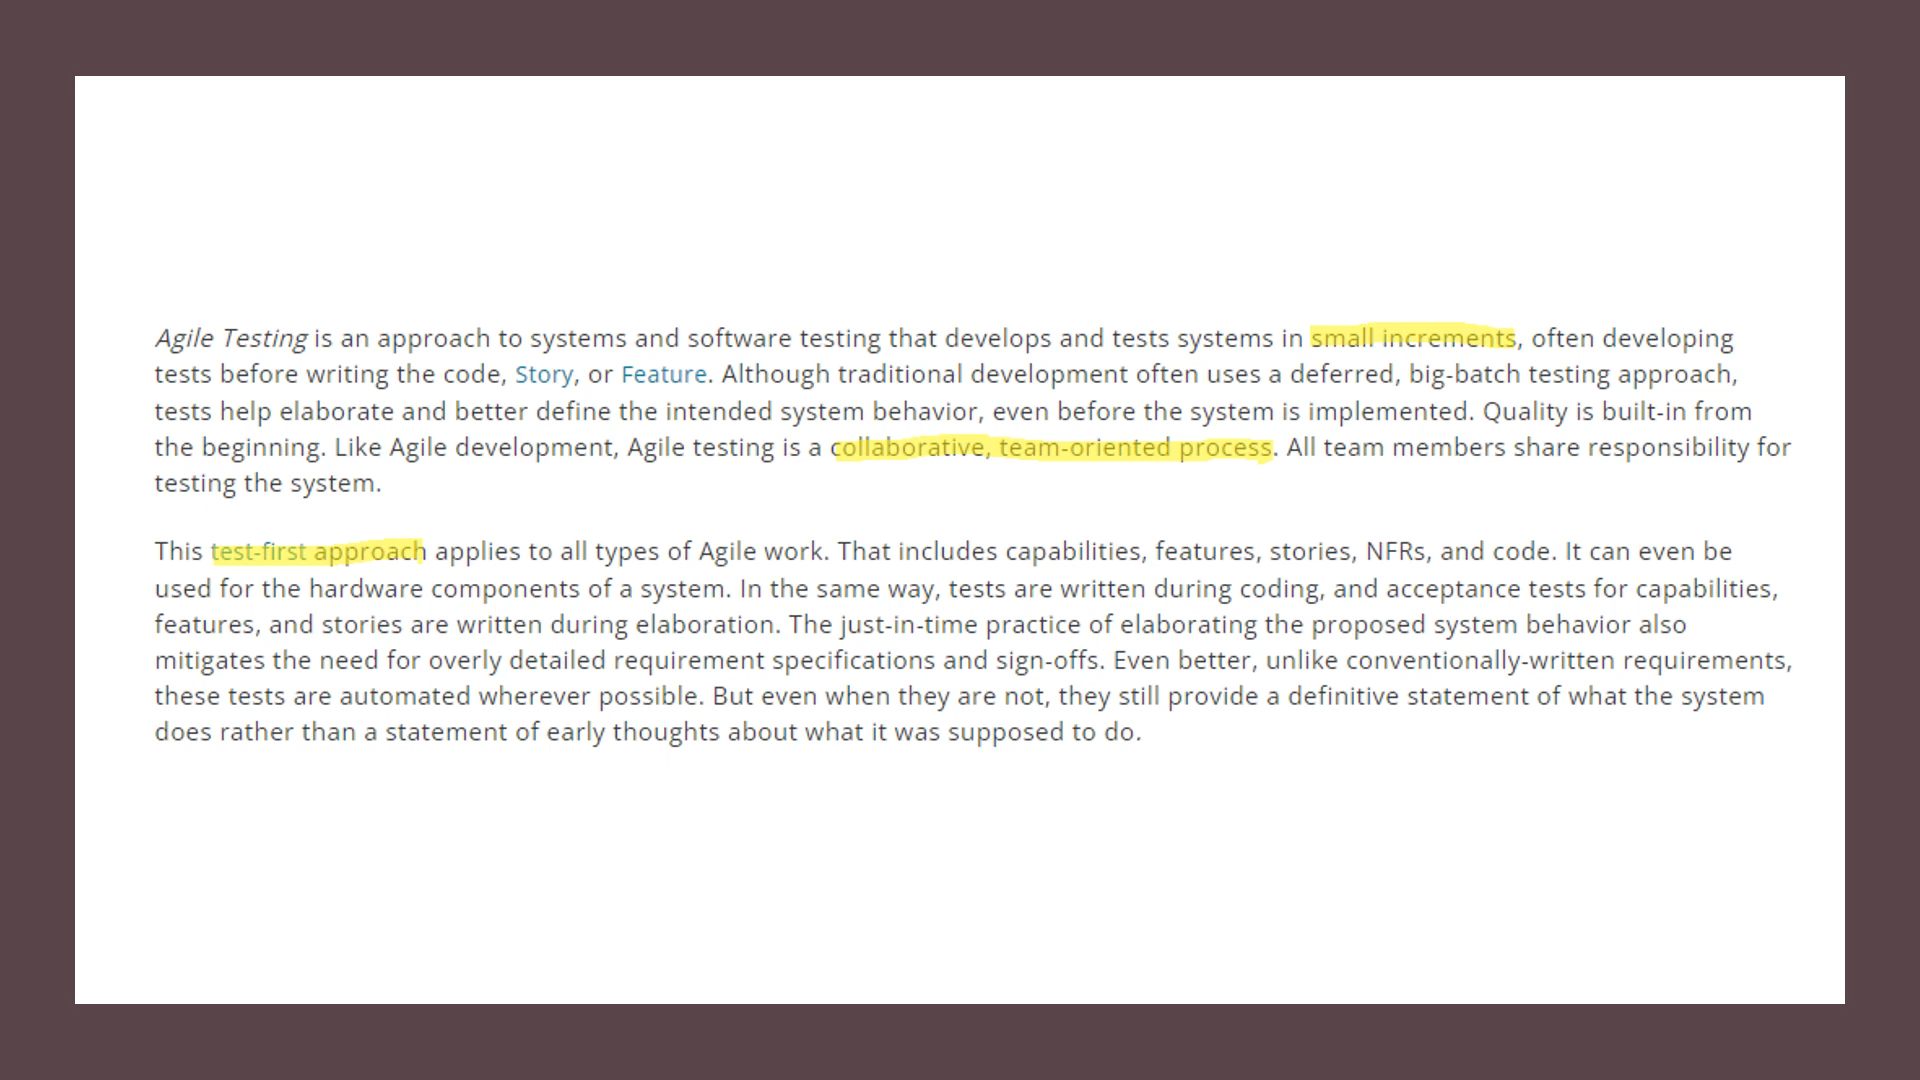 Agile Testing is an approach to systems and software testing that develops and tests systems in small increments, often developing
tests before writing the code, Story, or Feature. Although traditional development often uses a deferred, big-batch testing approach,
tests help elaborate and better define the intended system behavior, even before the system is implemented. Quality is built-in from
the beginning. Like Agile development, Agile testing is a collaborative, team-oriented process. All team members share responsibility for
testing the system.
This test-first approach applies to all types of Agile work. That includes capabilities, features, stories, NFRs, and code. It can even be
used for the hardware components of a system. In the same way, tests are written during coding, and acceptance tests for capabilities,
features, and stories are written during elaboration. The just-in-time practice of elaborating the proposed system behavior also
mitigates the need for overly detailed requirement specifications and sign-offs. Even better, unlike conventionally-written requirements,
these tests are automated wherever possible. But even when they are not, they still provide a definitive statement of what the system
does rather than a statement of early thoughts about what it was supposed to do.